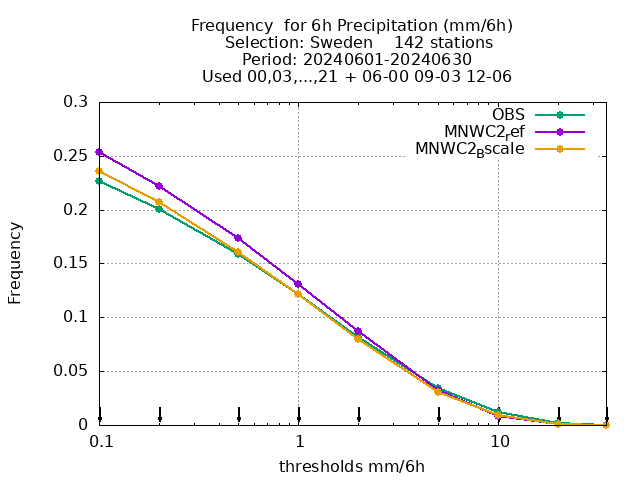 Frequency  for 6h Precipitation (mm/6h)
Selection: Sweden    142 stations
Period: 20240601-20240630
Used 00,03,...,21 + 06-00 09-03 12-06
OBS
MNWC2ref
MNWC2Bscale
0.3
0.25
0.2
0.15
0.1
0.05
0
Frequency
0.1
1
10
thresholds mm/6h